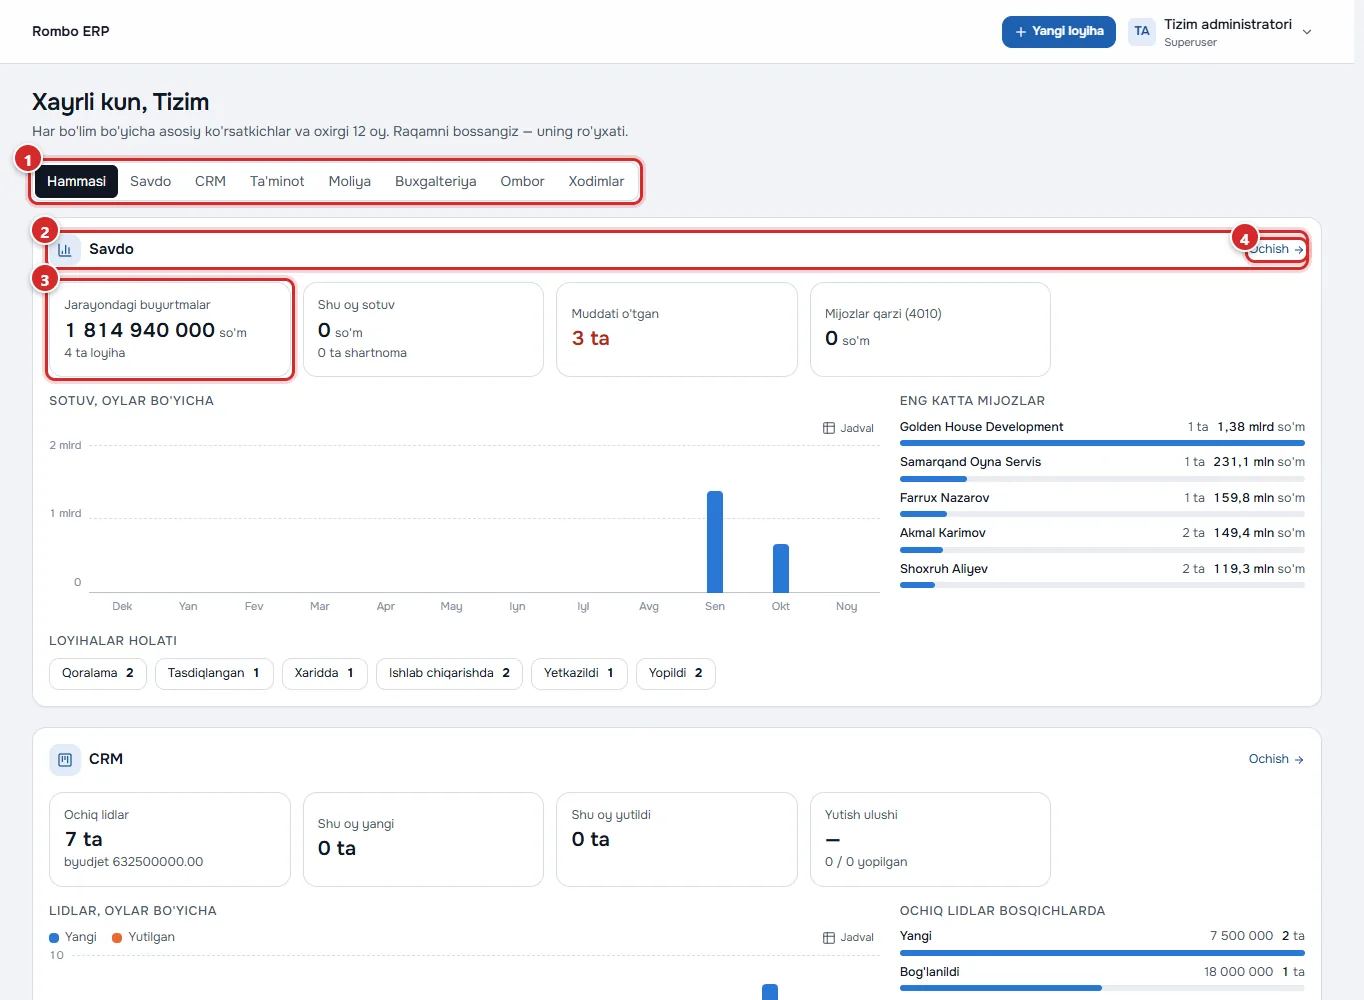 Rombo ERP
+ Yangi loyiha
TA
Tizim administratori
Superuser
Xayrli kun, Tizim
Har bo'lim bo'yicha asosiy ko'rsatkichlar va oxirgi 12 oy. Raqamni bossangiz — uning ro'yxati.
1
Hammasi Savdo CRM Ta'minot Moliya Buxgalteriya Ombor Xodimlar
2
Savdo
4
Ochish →
3
Jarayondagi buyurtmalar
1 814 940 000 so'm
4 ta loyiha
Shu oy sotuv
0 so'm
0 ta shartnoma
Muddati o'tgan
3 ta
Mijozlar qarzi (4010)
0 so'm
SOTUV, OYLAR BO'YICHA
Jadval
2 mlrd
1 mlrd
0
Dek Yan Fev Mar Apr May Iyn Iyl Avg Sen Okt Noy
ENG KATTA MIJOZLAR
Golden House Development 1 ta 1,38 mlrd so'm
Samarqand Oyna Servis 1 ta 231,1 mln so'm
Farrux Nazarov 1 ta 159,8 mln so'm
Akmal Karimov 2 ta 149,4 mln so'm
Shoxruh Aliyev 2 ta 119,3 mln so'm
LOYIHALAR HOLATI
Qoralama 2 Tasdiqlangan 1 Xaridda 1 Ishlab chiqarishda 2 Yetkazildi 1 Yopildi 2
CRM
Ochish →
Ochiq lidlar
7 ta
byudjet 632500000.00
Shu oy yangi
0 ta
Shu oy yutildi
0 ta
Yutish ulushi
—
0 / 0 yopilgan
LIDLAR, OYLAR BO'YICHA
Yangi Yutilgan
Jadval
10
OCHIQ LIDLAR BOSQICHLARDA
Yangi 7 500 000 2 ta
Bog'lanildi 18 000 000 1 ta